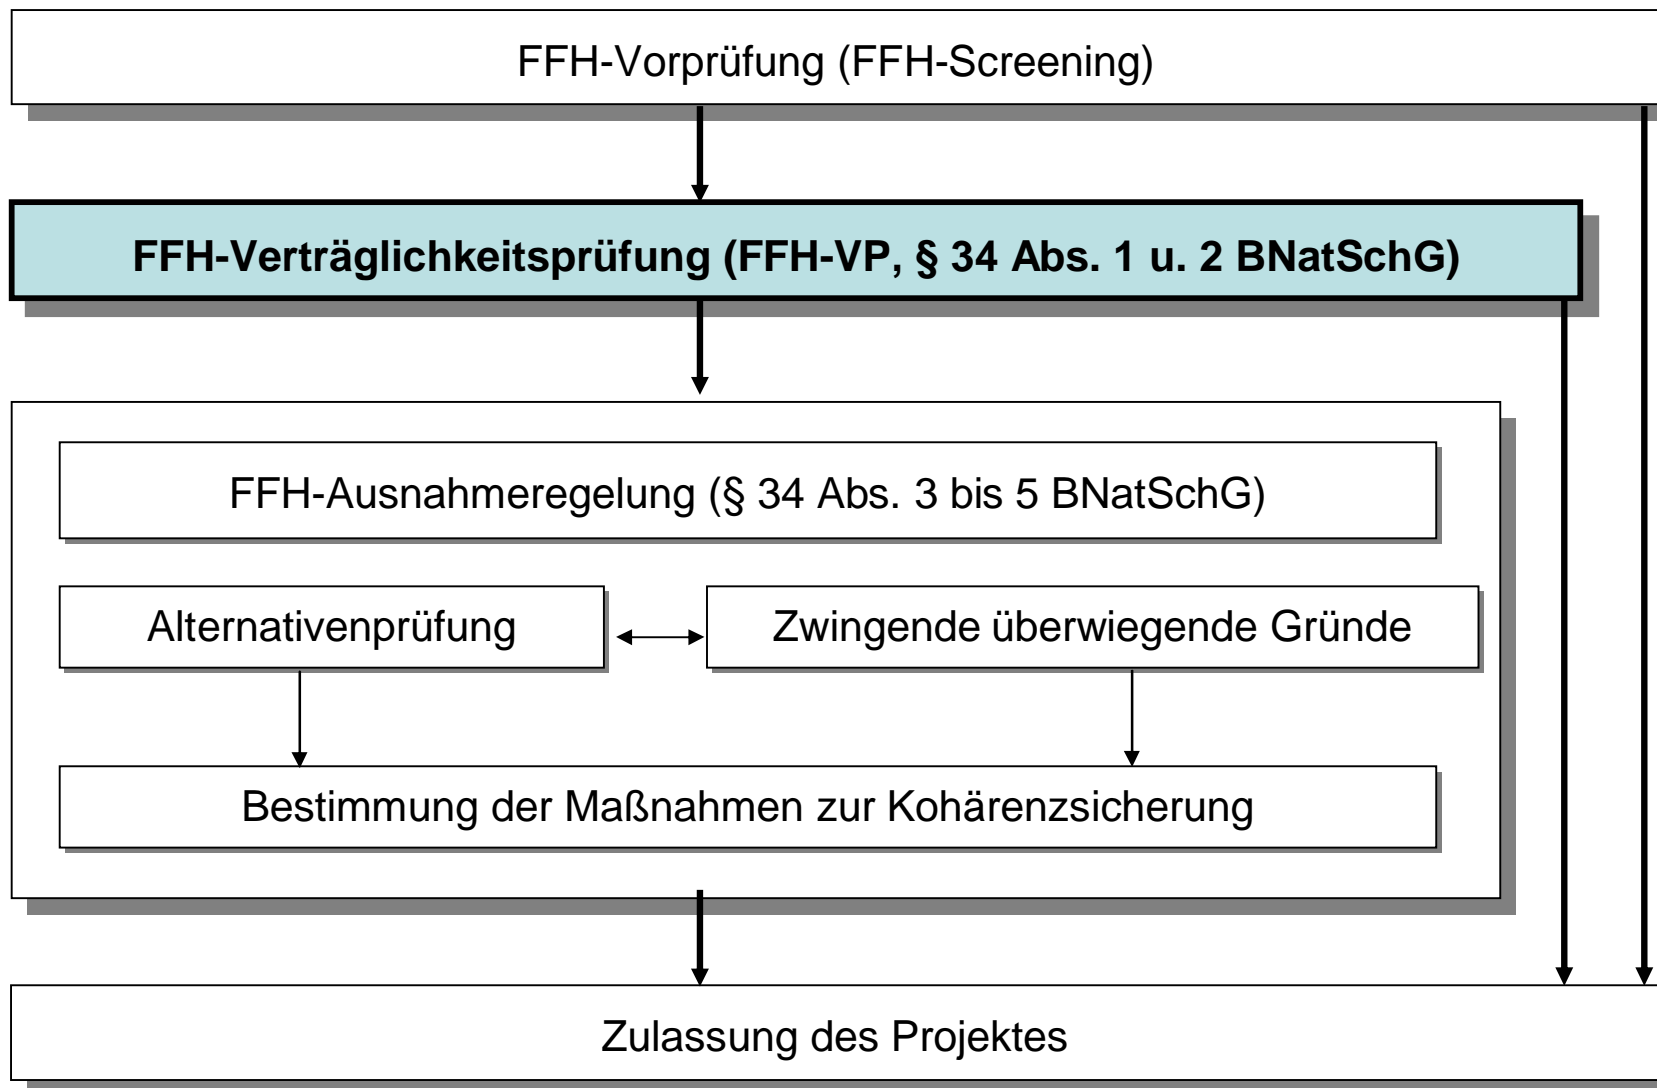 FFH-Vorprüfung (FFH-Screening)
FFH-Verträglichkeitsprüfung (FFH-VP, § 34 Abs. 1 u. 2 BNatSchG)
FFH-Ausnahmeregelung (§ 34 Abs. 3 bis 5 BNatSchG)
Alternativenprüfung
Zwingende überwiegende Gründe
Bestimmung der Maßnahmen zur Kohärenzsicherung
Zulassung des Projektes